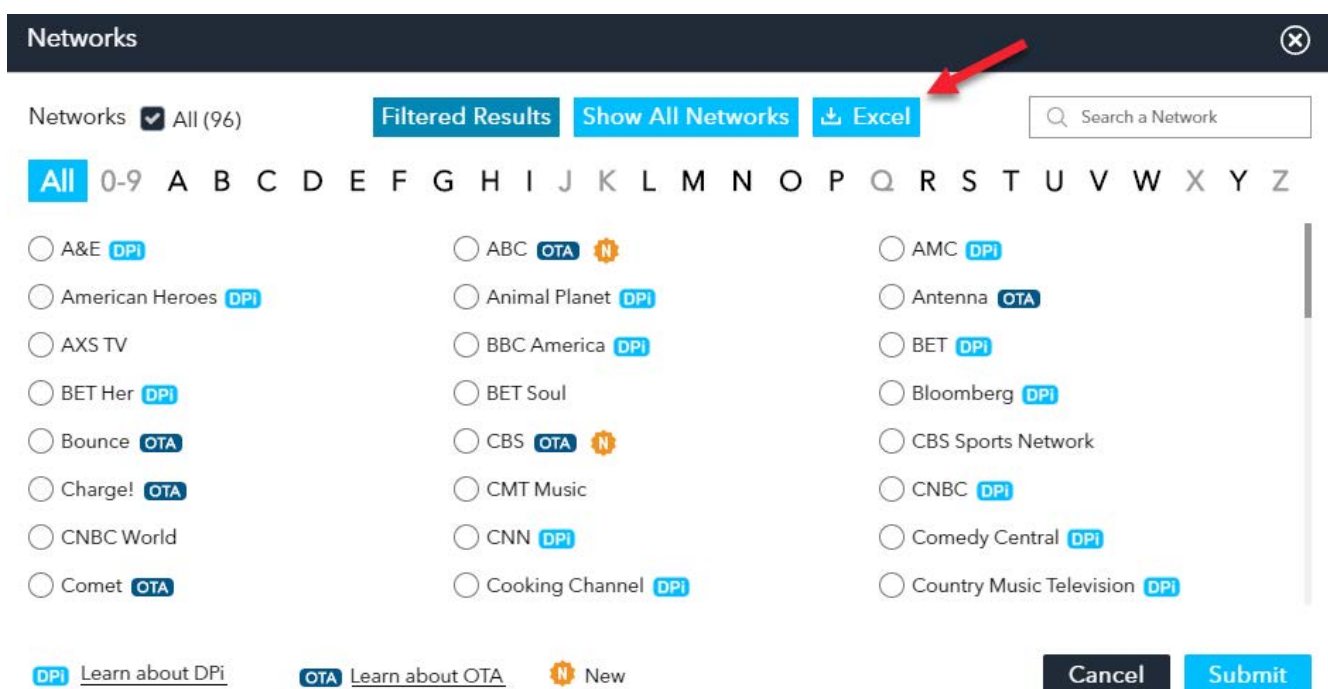 Networks
Networks All (96) Filtered Results Show All Networks Excel Search a Network
All 0-9 A B C D E F G H I J K L M N O P Q R S T U V W X Y Z
A&E DPi ABC OTA N AMC DPi
American Heroes DPi Animal Planet DPi Antenna OTA
AXS TV BBC America DPi BET DPi
BET Her DPi BET Soul Bloomberg DPi
Bounce OTA CBS OTA N CBS Sports Network
Charge! OTA CMT Music CNBC DPi
CNBC World CNN DPi Comedy Central DPi
Comet OTA Cooking Channel DPi Country Music Television DPi
DPi Learn about DPi OTA Learn about OTA N New Cancel Submit